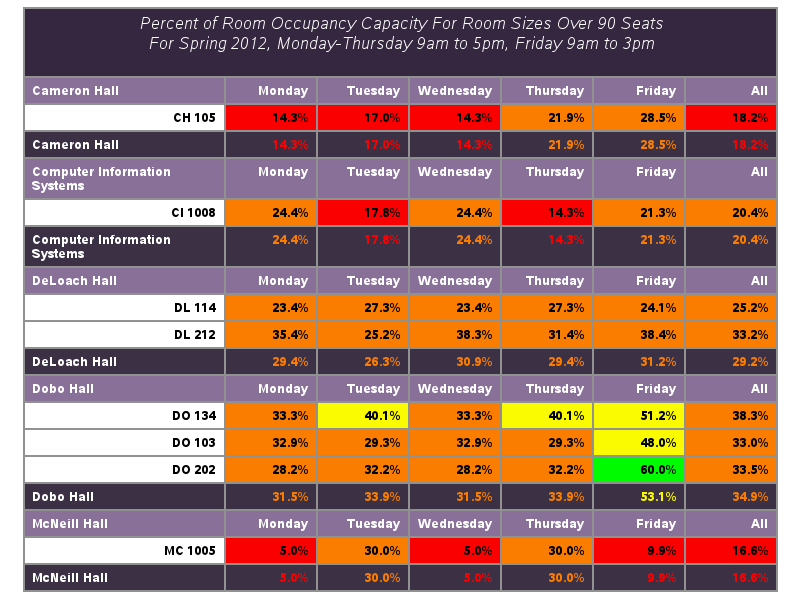 Percent of Room Occupancy Capacity For Room Sizes Over 90 Seats
For Spring 2012, Monday-Thursday 9am to 5pm, Friday 9am to 3pm
Cameron Hall Monday Tuesday Wednesday Thursday Friday All
CH 105 14.3% 17.0% 14.3% 21.9% 28.5% 18.2%
Cameron Hall 14.3% 17.0% 14.3% 21.9% 28.5% 18.2%
Computer Information Monday Tuesday Wednesday Thursday Friday All
Systems
CI 1008 24.4% 17.8% 24.4% 14.3% 21.3% 20.4%
Computer Information 24.4% 17.8% 24.4% 14.3% 21.3% 20.4%
Systems
DeLoach Hall Monday Tuesday Wednesday Thursday Friday All
DL 114 23.4% 27.3% 23.4% 27.3% 24.1% 25.2%
DL 212 35.4% 25.2% 38.3% 31.4% 38.4% 33.2%
DeLoach Hall 29.4% 26.3% 30.9% 29.4% 31.2% 29.2%
Dobo Hall Monday Tuesday Wednesday Thursday Friday All
DO 134 33.3% 40.1% 33.3% 40.1% 51.2% 38.3%
DO 103 32.9% 29.3% 32.9% 29.3% 48.0% 33.0%
DO 202 28.2% 32.2% 28.2% 32.2% 60.0% 33.5%
Dobo Hall 31.5% 33.9% 31.5% 33.9% 53.1% 34.9%
McNeill Hall Monday Tuesday Wednesday Thursday Friday All
MC 1005 5.0% 30.0% 5.0% 30.0% 9.9% 16.6%
McNeill Hall 5.0% 30.0% 5.0% 30.0% 9.9% 16.6%